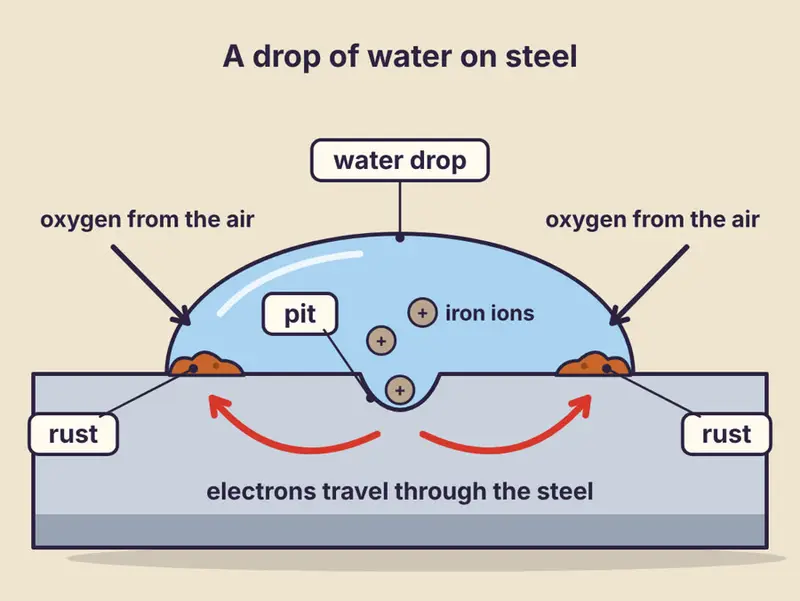 A drop of water on steel
water drop
oxygen from the air
oxygen from the air
pit
+ iron ions
+
+
rust
rust
electrons travel through the steel